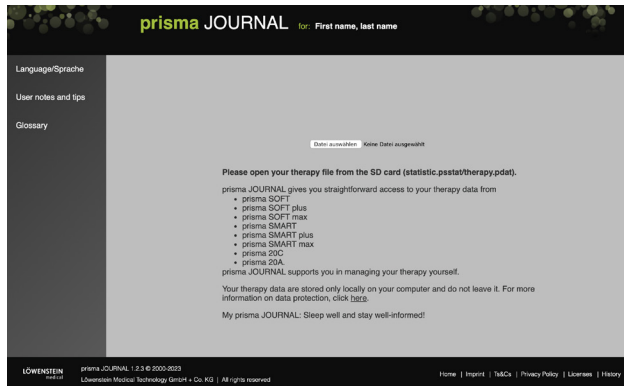 prisma JOURNAL for: First name, last name
Language/Sprache
User notes and tips
Glossary
Datei auswählen Keine Datei ausgewählt
Please open your therapy file from the SD card (statistic.psstat/therapy.pdat).
prisma JOURNAL gives you straightforward access to your therapy data from
• prisma SOFT
• prisma SOFT plus
• prisma SOFT max
• prisma SMART
• prisma SMART plus
• prisma SMART max
• prisma 20C
• prisma 20A.
prisma JOURNAL supports you in managing your therapy yourself.
Your therapy data are stored only locally on your computer and do not leave it. For more
information on data protection, click here.
My prisma JOURNAL: Sleep well and stay well-informed!
LÖWENSTEIN
medical
prisma JOURNAL 1.2.3 © 2000-2023
Löwenstein Medical Technology GmbH + Co. KG | All rights reserved
Home | Imprint | Ts&Cs | Privacy Policy | Licenses | History